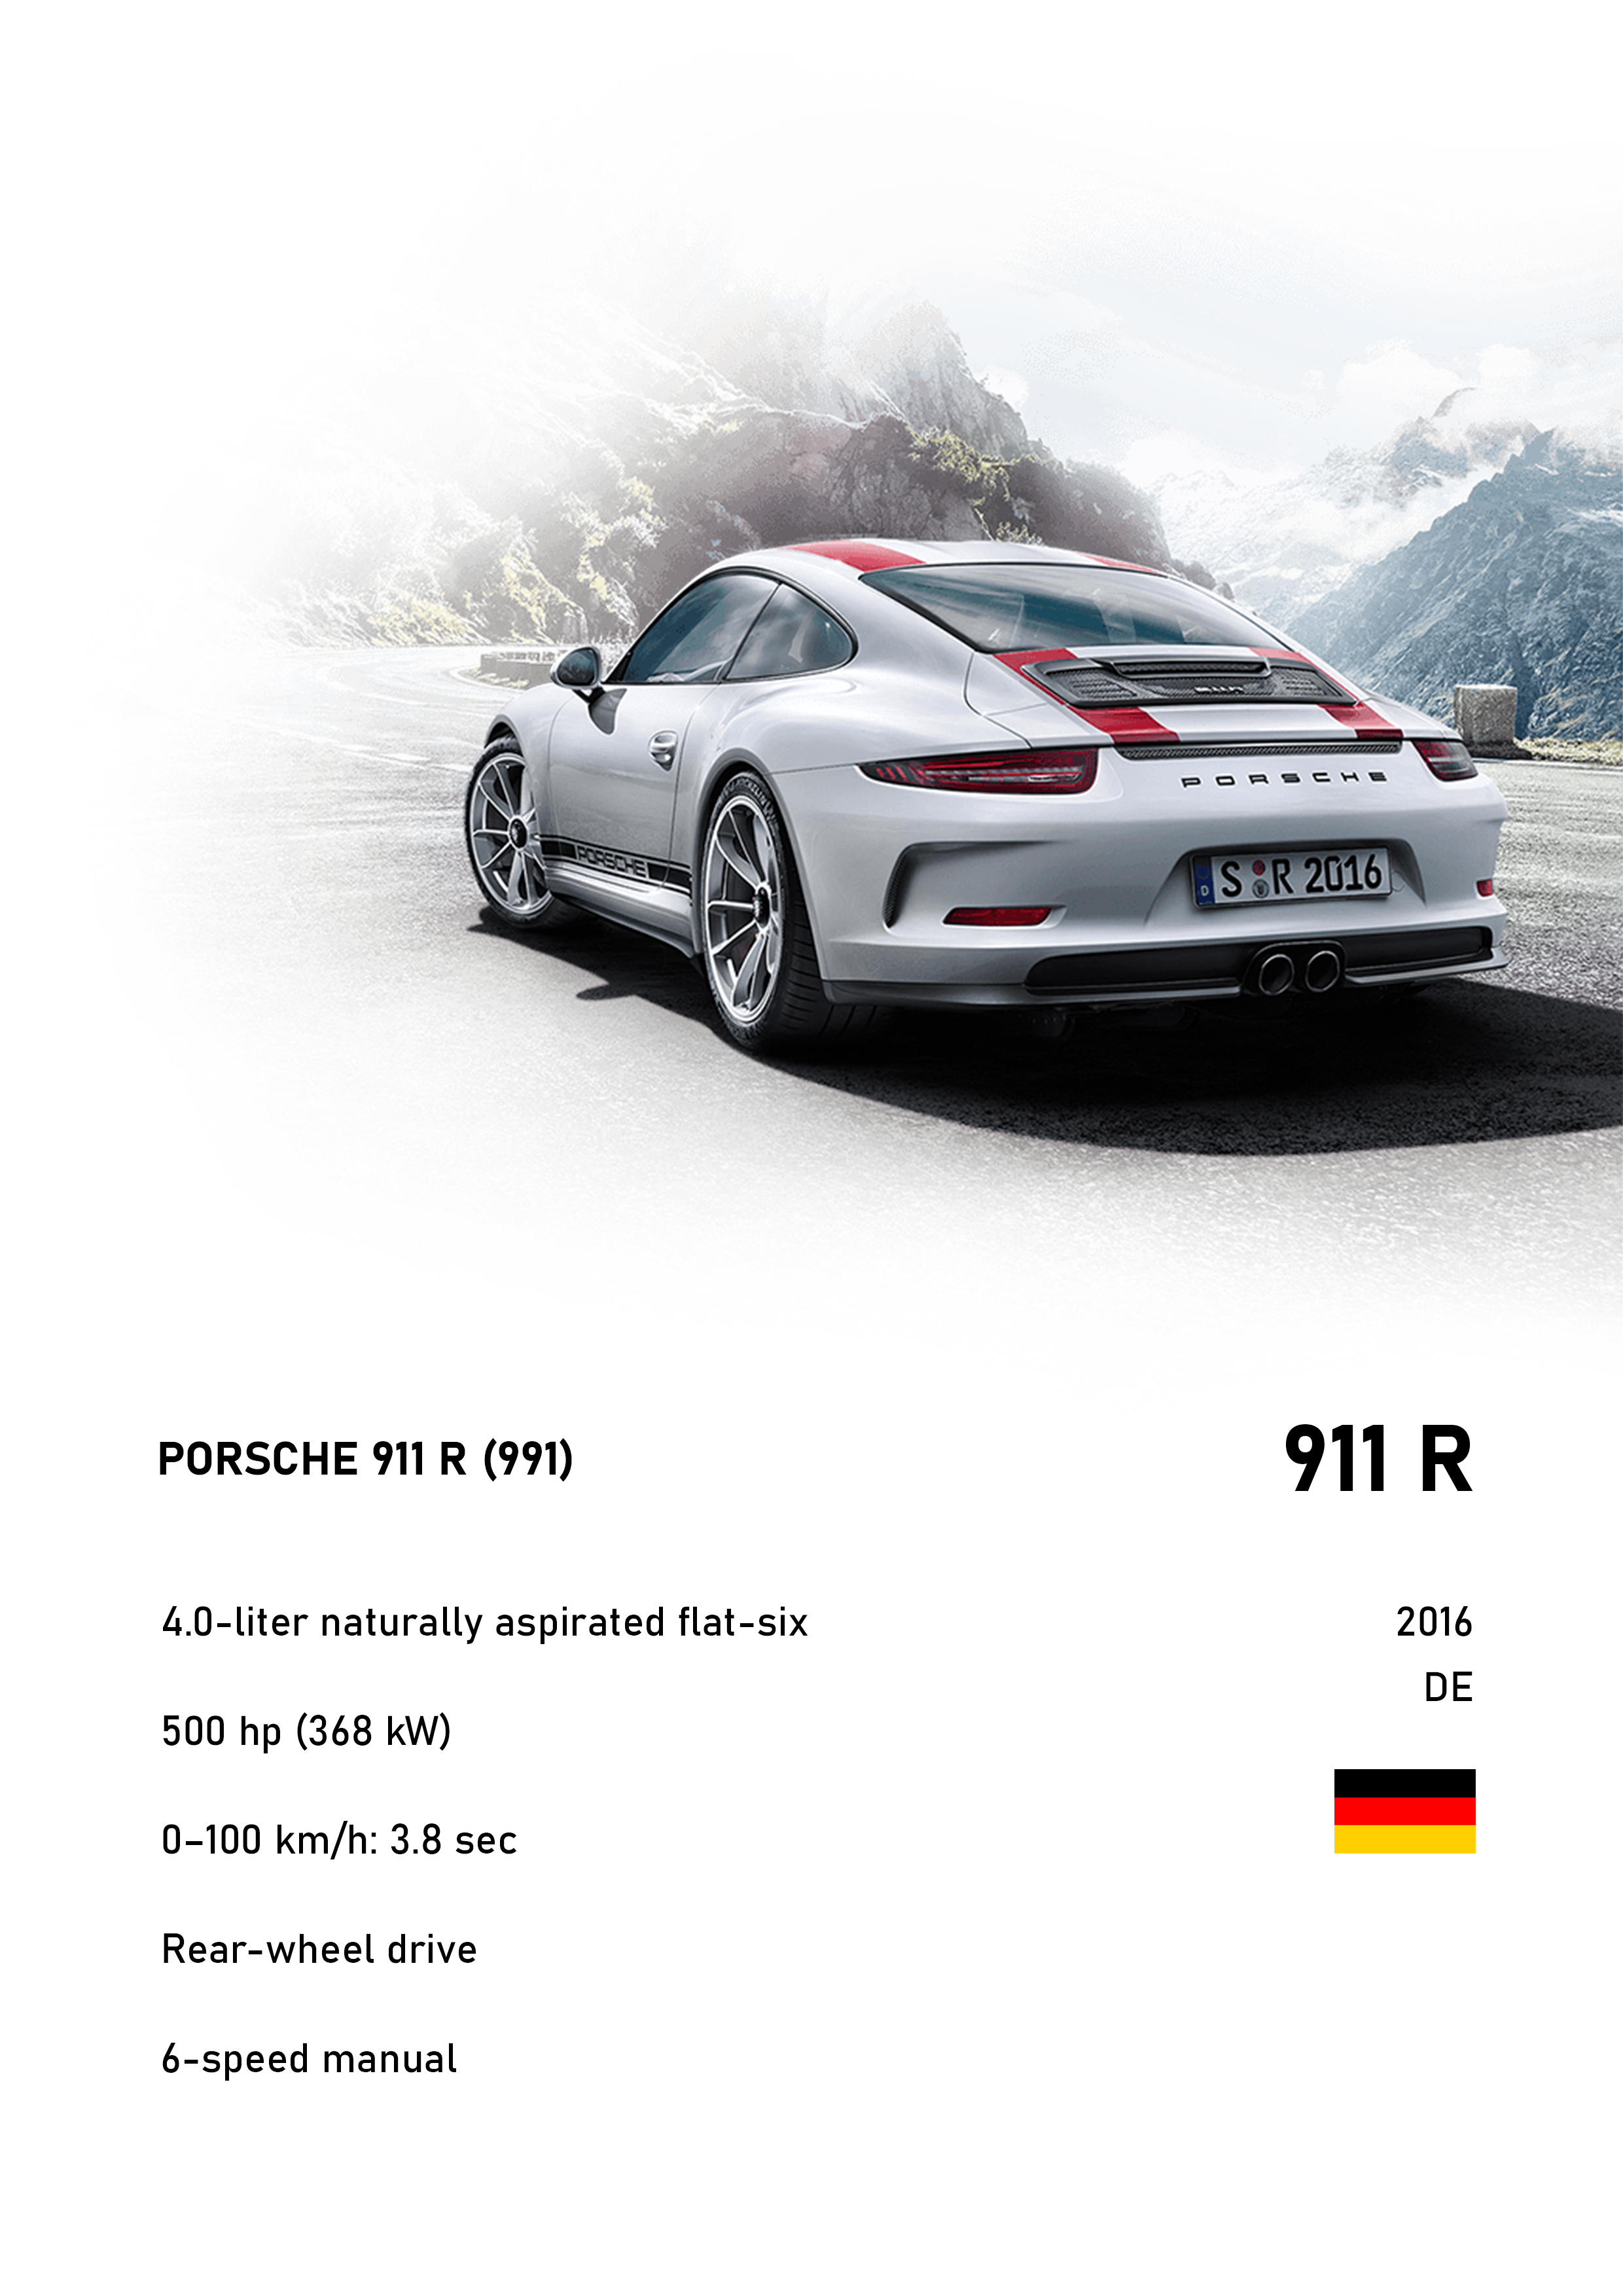 PORSCHE
PORSCHE
S R 2016
D
PORSCHE 911 R (991)
911 R
4.0-liter naturally aspirated flat-six
2016
DE
500 hp (368 kW)
0–100 km/h: 3.8 sec
Rear-wheel drive
6-speed manual